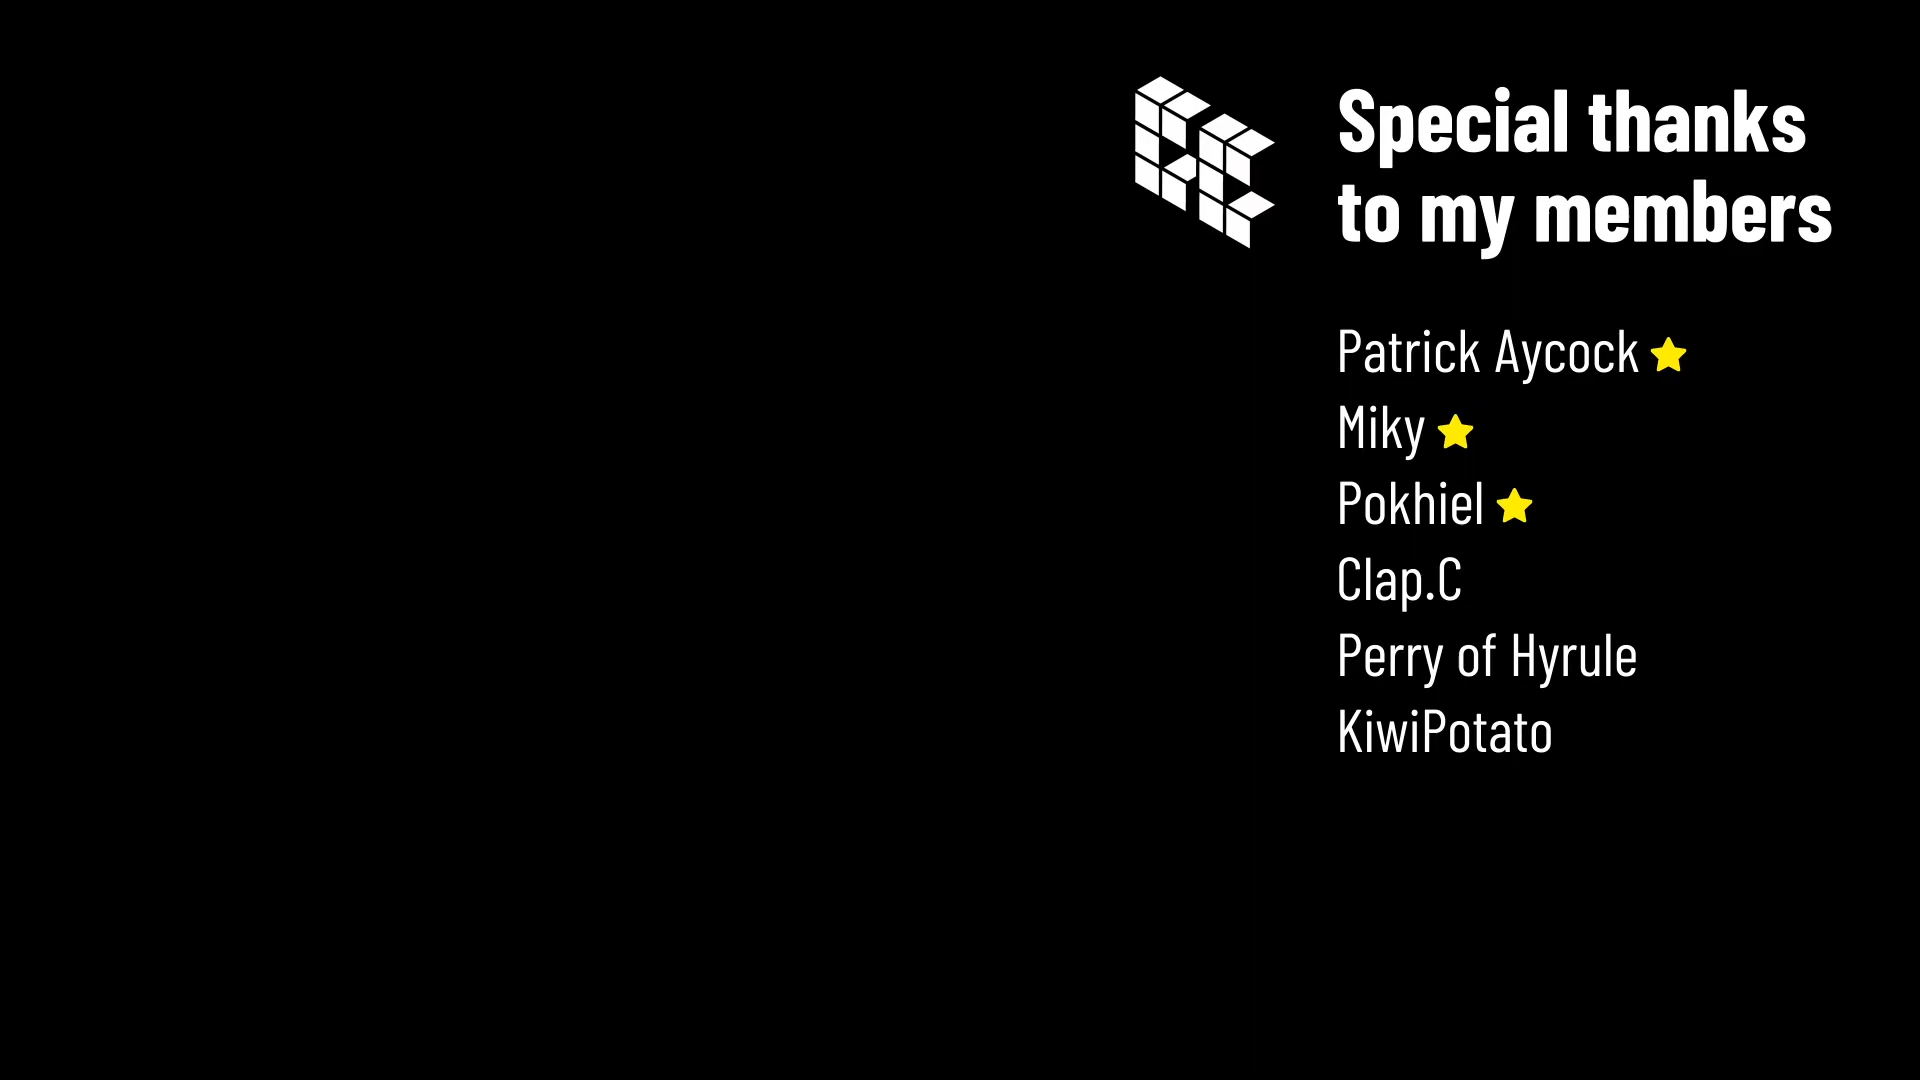 Special thanks
to my members
Patrick Aycock
Miky
Pokhiel
Clap.C
Perry of Hyrule
KiwiPotato